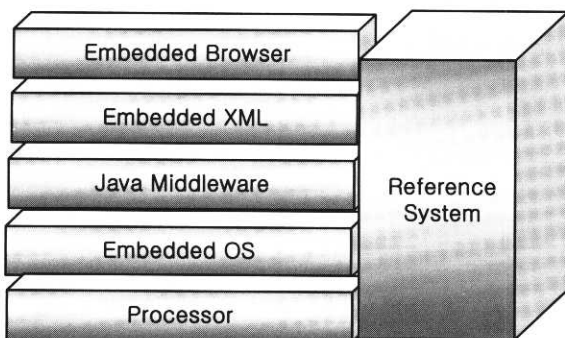 Embedded Browser
Embedded XML
Java Middleware
Embedded OS
Processor
Reference
System